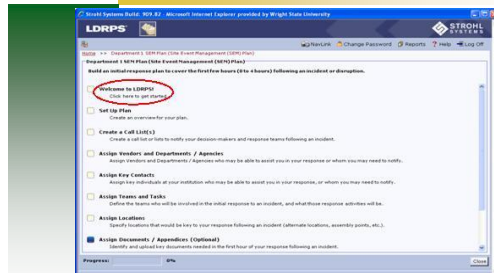 Strohl Systems Build: 909.82 - Microsoft Internet Explorer provided by Wright State University
LDRPS®
STROHL
SYSTEMS
NavLink Change Password Reports ? Help Log Off
Home >> Department 1 SEM Plan (Site Event Management (SEM) Plan)
Department 1 SEM Plan (Site Event Management (SEM) Plan)
Build an initial response plan to cover the first few hours (0 to 4 hours) following an incident or disruption.
Welcome to LDRPS!
Click here to get started.
Set Up Plan
Create an overview for your plan.
Create a Call List(s)
Create a call list or lists to notify your decision-makers and response teams following an incident.
Assign Vendors and Departments / Agencies
Assign Vendors and Departments / Agencies who may be able to assist you in your response or whom you may need to notify.
Assign Key Contacts
Assign key individuals at your institution who may be able to assist you in your response, or whom you may need to notify.
Assign Teams and Tasks
Define the teams who will be involved in the initial response to an incident, and what those response activities will be.
Assign Locations
Specify locations that would be key to your response following an incident (alternate locations, assembly points, etc.).
Assign Documents / Appendices (Optional)
Identify and upload key documents needed in the first hour of your response following an incident.
Progress: 0%
Close